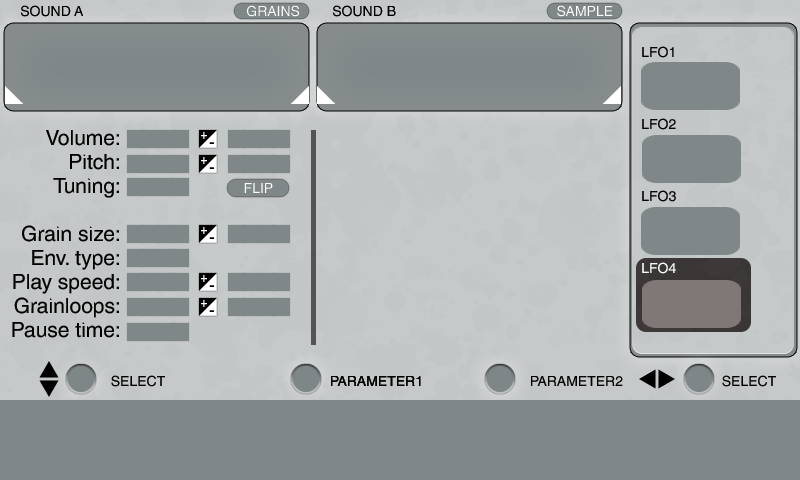 SOUND A GRAINS SOUND B SAMPLE
LFO1
LFO2
LFO3
LFO4
Volume: + -
Pitch: + -
Tuning: FLIP
Grain size: + -
Env. type:
Play speed: + -
Grainloops: + -
Pause time:
SELECT PARAMETER1 PARAMETER2 SELECT